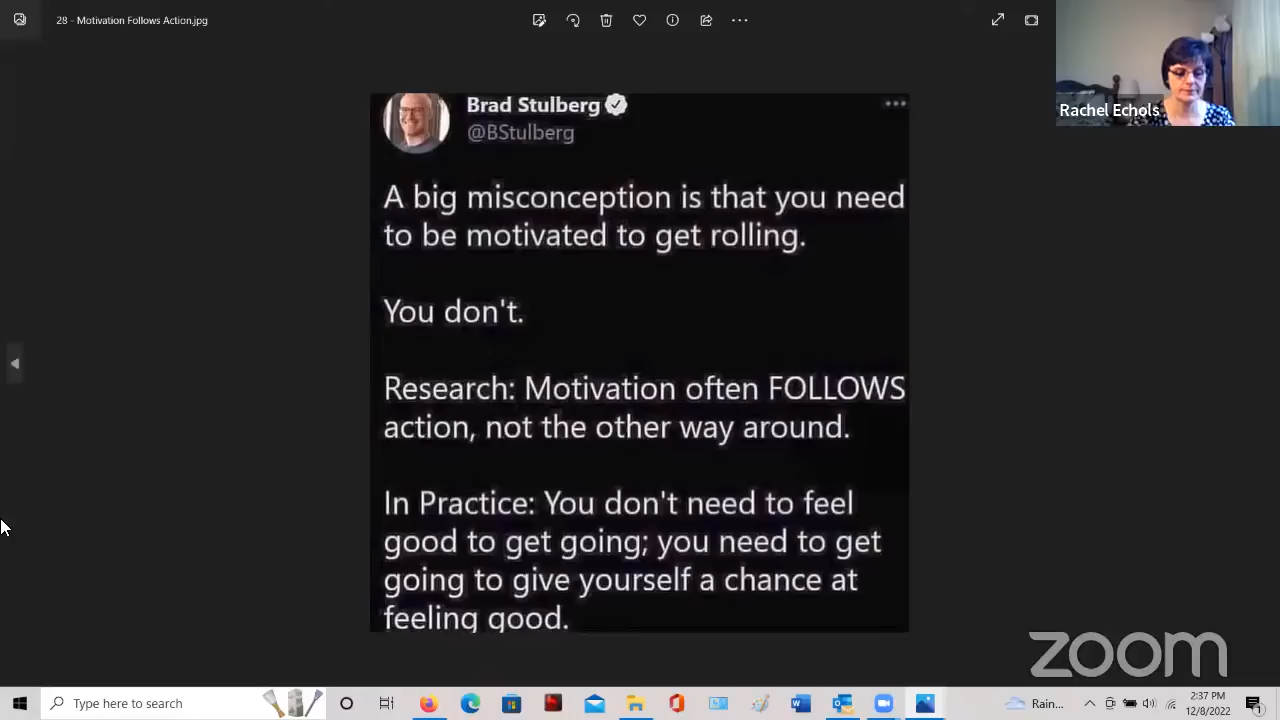 28 - Motivation Follows Action.jpg
Rachel Echols
Brad Stulberg
@BStulberg
A big misconception is that you need
to be motivated to get rolling.
You don't.
Research: Motivation often FOLLOWS
action, not the other way around.
In Practice: You don't need to feel
good to get going; you need to get
going to give yourself a chance at
feeling good.
zoom
Type here to search
Rain...
2:37 PM
12/8/2022
1